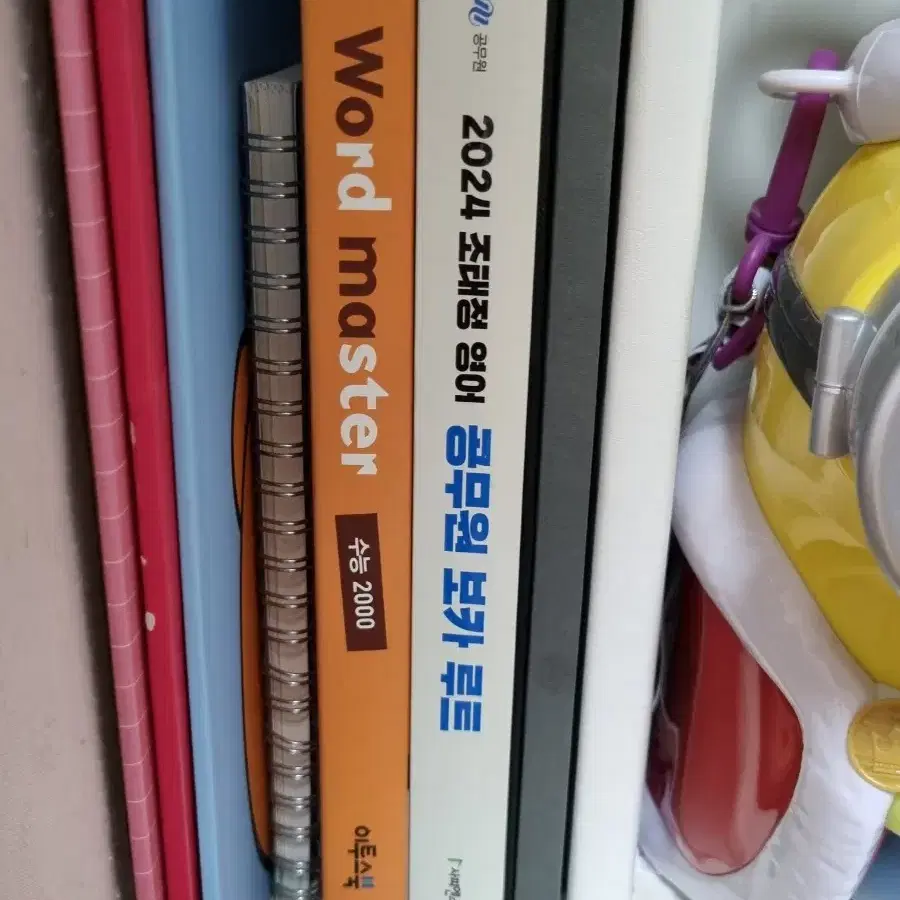 Word master
수능 2000
이투스북
공무원
2024 조태정 영어 공무원 보카 루트